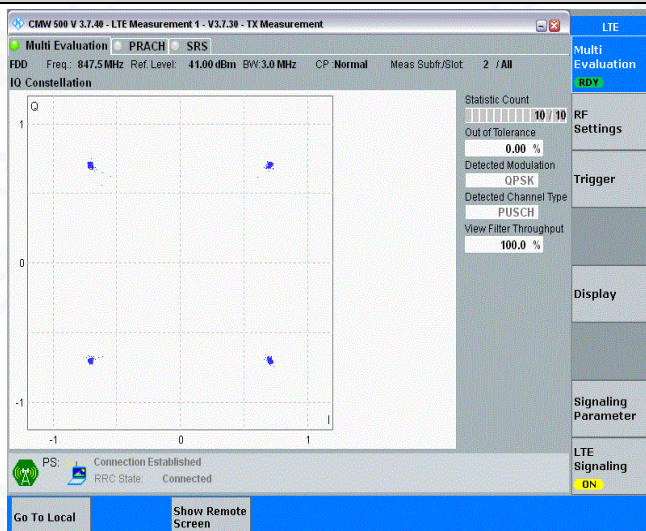 CMW 500 V 3.7.40 - LTE Measurement 1 - V3.7.30 - TX Measurement
LTE
Multi Evaluation PRACH SRS
FDD Freq.: 847.5 MHz Ref. Level: 41.00 dBm BW:3.0 MHz CP :Normal Meas Subfr./Slot: 2 / All
IQ Constellation
Q
1
0
-1
I
-1 0 1
Statistic Count
10 / 10
Out of Tolerance
0.00 %
Detected Modulation
QPSK
Detected Channel Type
PUSCH
View Filter Throughput
100.0 %
Multi
Evaluation
RDY
RF
Settings
Trigger
Display
Signaling
Parameter
LTE
Signaling
ON
PS: Connection Established
RRC State: Connected
Go To Local
Show Remote
Screen